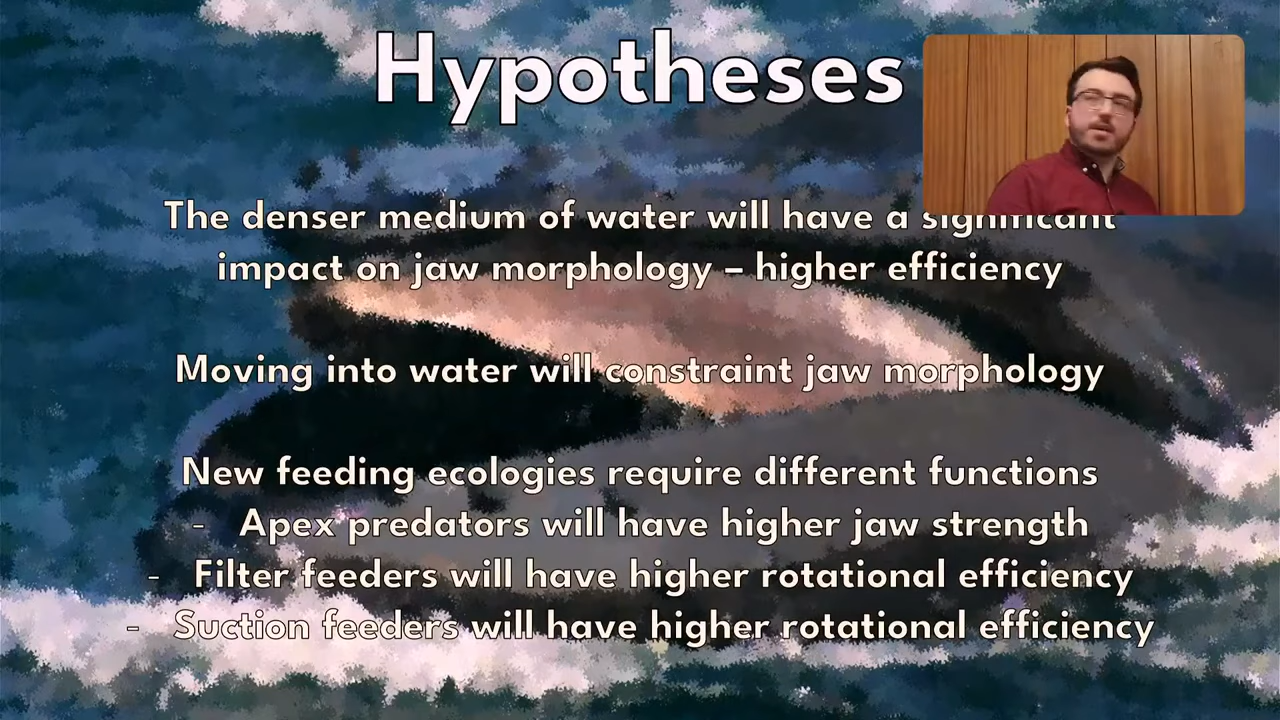 Hypotheses
The denser medium of water will have a significant
impact on jaw morphology – higher efficiency
Moving into water will constraint jaw morphology
New feeding ecologies require different functions
- Apex predators will have higher jaw strength
- Filter feeders will have higher rotational efficiency
- Suction feeders will have higher rotational efficiency